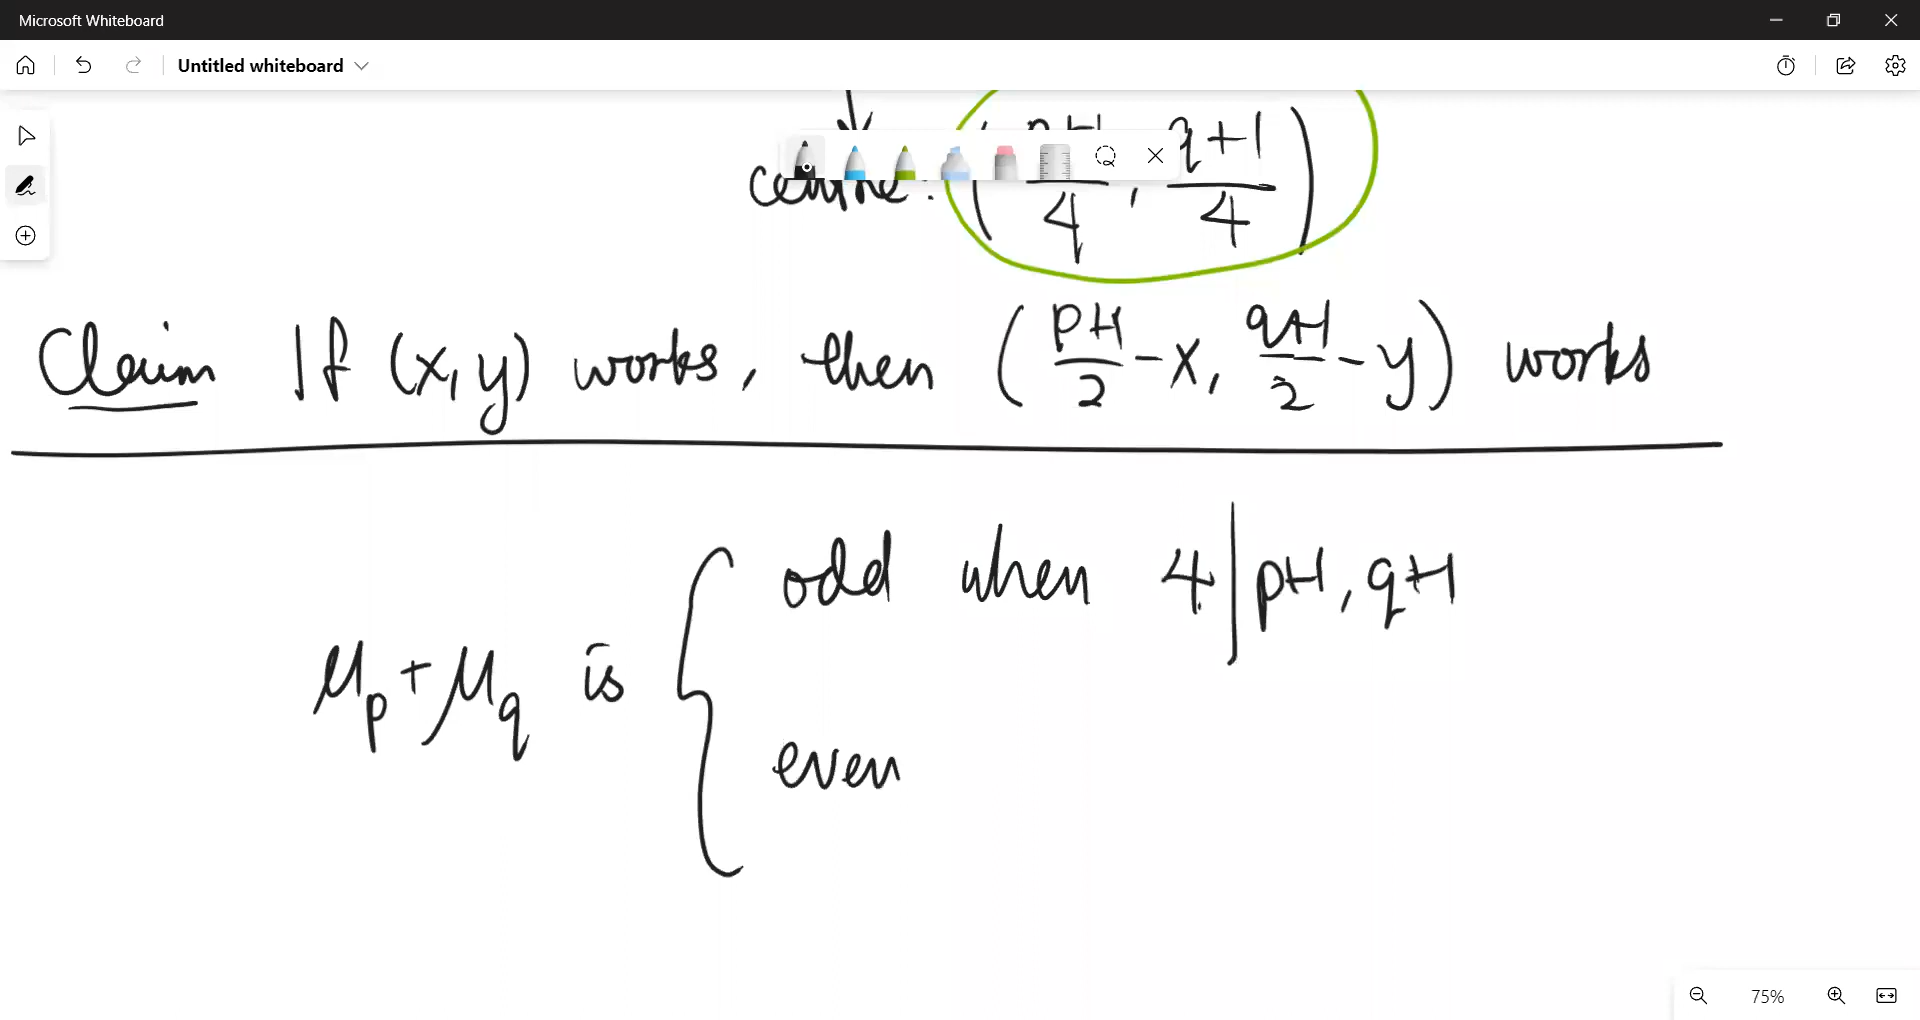 Microsoft Whiteboard
Untitled whiteboard
centre: (p+1/4, q+1/4)
Claim If (x,y) works, then (p+1/2 - x, q+1/2 - y) works
μp + μq is { odd when 4 | p+1, q+1
even
75%